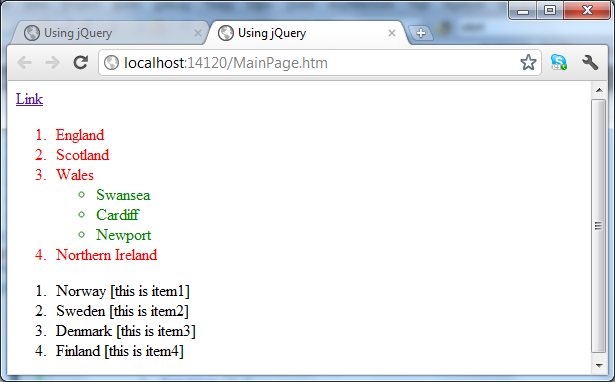 Using jQuery
Using jQuery
localhost:14120/MainPage.htm
Link
1. England
2. Scotland
3. Wales
Swansea
Cardiff
Newport
4. Northern Ireland
1. Norway [this is item1]
2. Sweden [this is item2]
3. Denmark [this is item3]
4. Finland [this is item4]